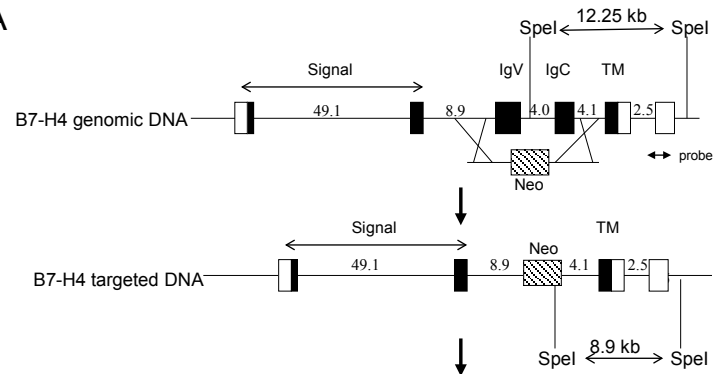 A
SpeI 12.25 kb SpeI
Signal IgV IgC TM
49.1 8.9 4.0 4.1 2.5
B7-H4 genomic DNA
probe
Neo
Signal Neo TM
49.1 8.9 4.1 2.5
B7-H4 targeted DNA
SpeI 8.9 kb SpeI